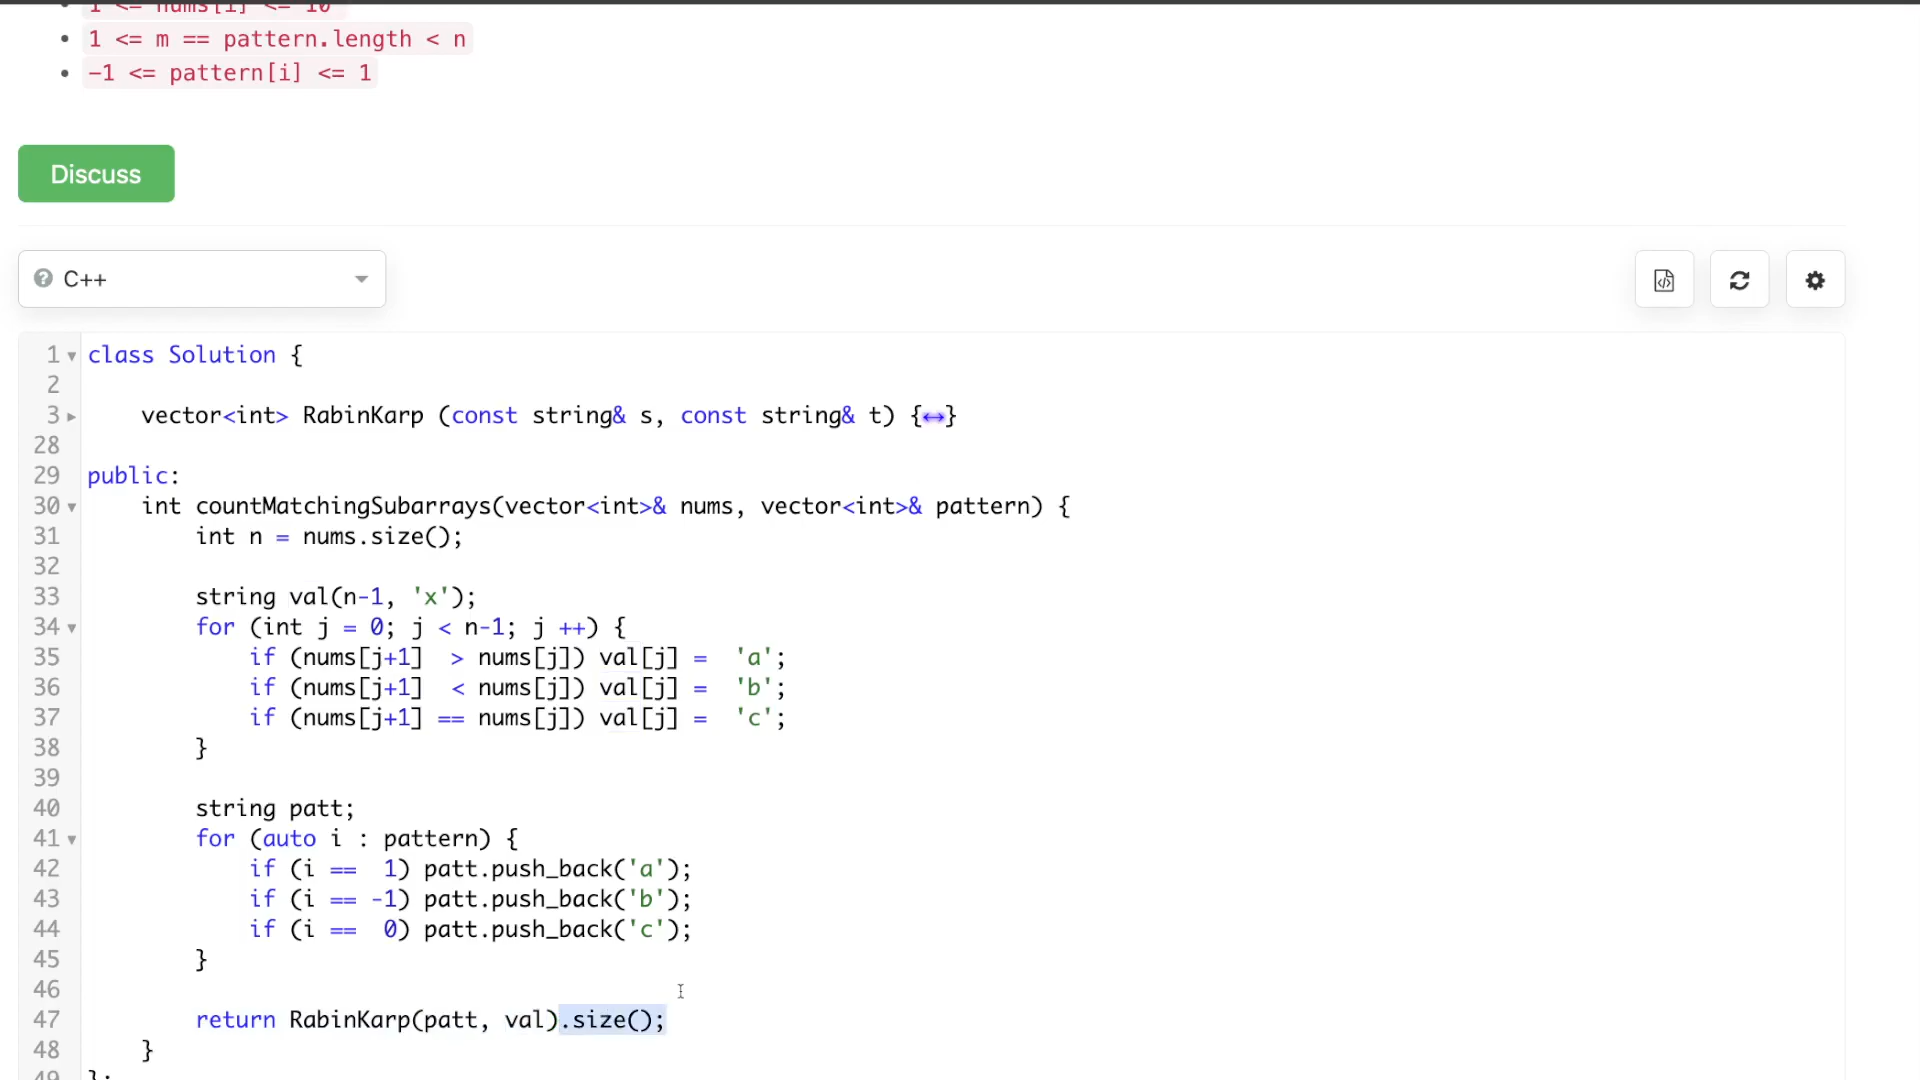 1 <= nums[i] <= 10
1 <= m == pattern.length < n
-1 <= pattern[i] <= 1
Discuss
C++
1 class Solution {
2
3 vector<int> RabinKarp (const string& s, const string& t) {↔}
28
29 public:
30 int countMatchingSubarrays(vector<int>& nums, vector<int>& pattern) {
31 int n = nums.size();
32
33 string val(n-1, 'x');
34 for (int j = 0; j < n-1; j ++) {
35 if (nums[j+1]  > nums[j]) val[j] =  'a';
36 if (nums[j+1]  < nums[j]) val[j] =  'b';
37 if (nums[j+1] == nums[j]) val[j] =  'c';
38 }
39
40 string patt;
41 for (auto i : pattern) {
42 if (i ==  1) patt.push_back('a');
43 if (i == -1) patt.push_back('b');
44 if (i ==  0) patt.push_back('c');
45 }
46
47 return RabinKarp(patt, val).size();
48 }
49 };